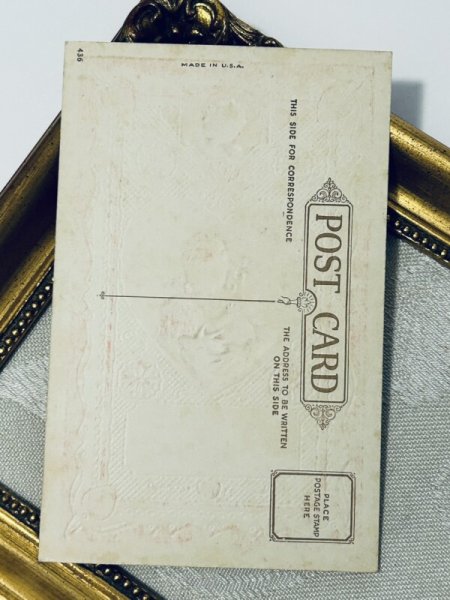 436
MADE IN U.S.A.
THIS SIDE FOR CORRESPONDENCE
POST CARD
THE ADDRESS TO BE WRITTEN
ON THIS SIDE
PLACE
POSTAGE STAMP
HERE